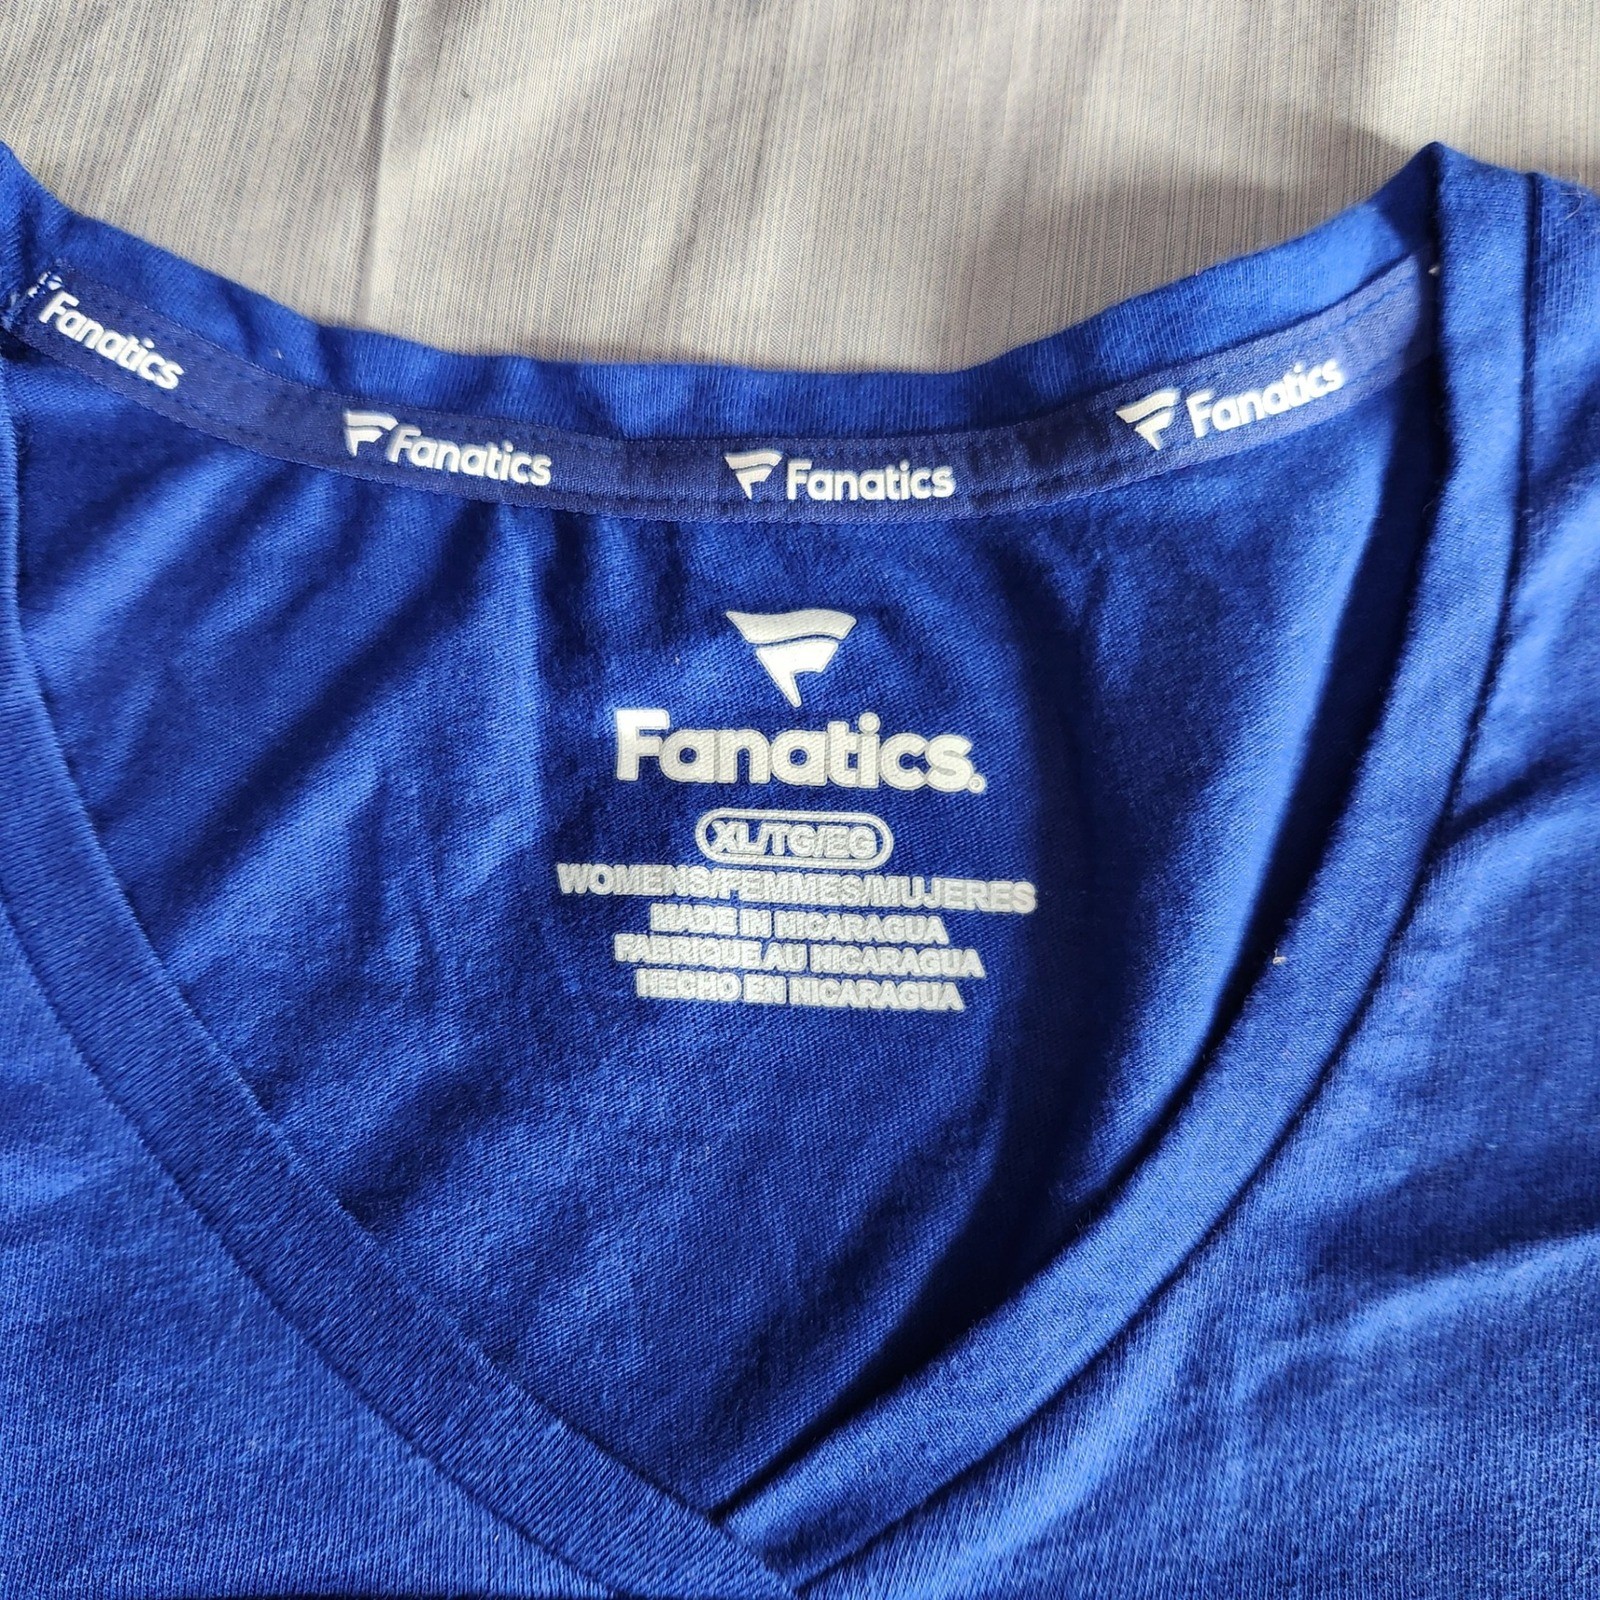 Fanatics
Fanatics
Fanatics
Fanatics
Fanatics.
XL/TG/EG
WOMENS/FEMMES/MUJERES
MADE IN NICARAGUA
FABRIQUE AU NICARAGUA
HECHO EN NICARAGUA